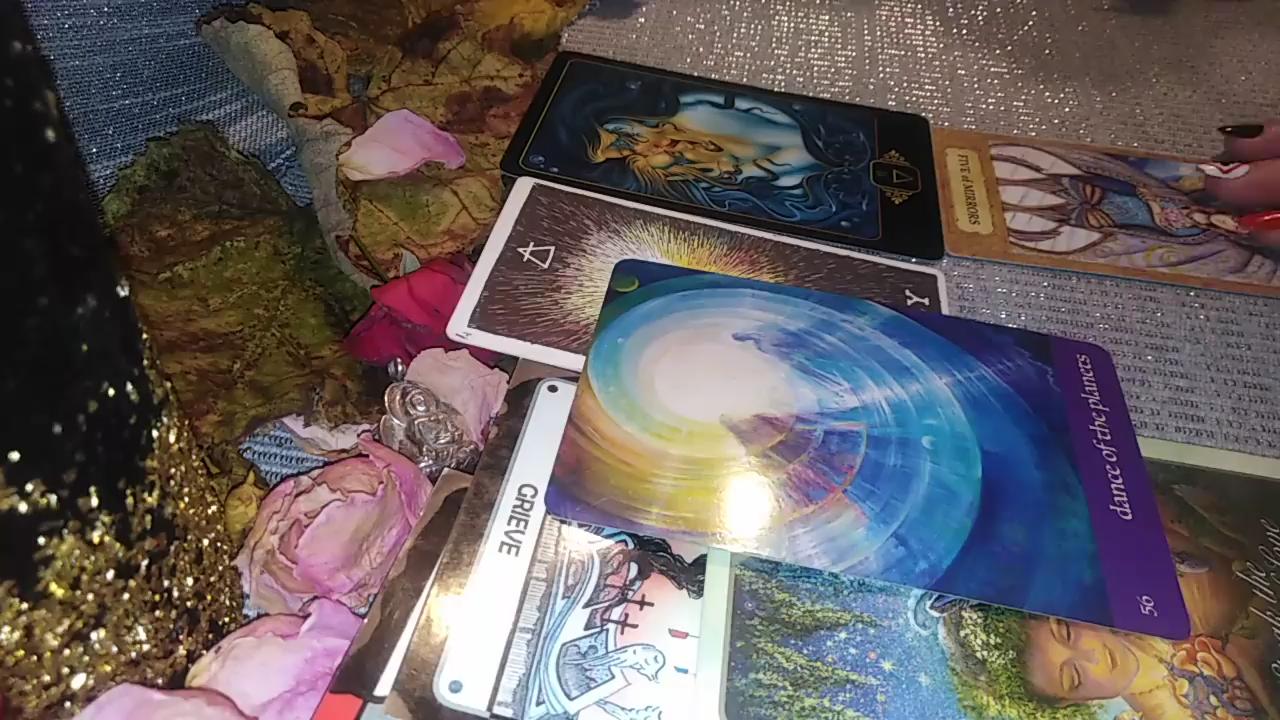 FIVE of MIRRORS
Y
dance of the planets
56
GRIEVE